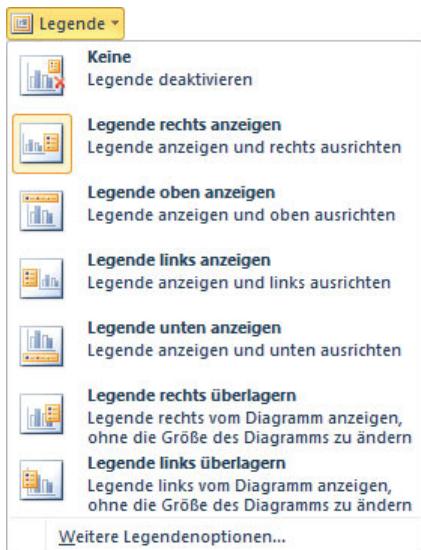 Legende
Keine
Legende deaktivieren
Legende rechts anzeigen
Legende anzeigen und rechts ausrichten
Legende oben anzeigen
Legende anzeigen und oben ausrichten
Legende links anzeigen
Legende anzeigen und links ausrichten
Legende unten anzeigen
Legende anzeigen und unten ausrichten
Legende rechts überlagern
Legende rechts vom Diagramm anzeigen,
ohne die Größe des Diagramms zu ändern
Legende links überlagern
Legende links vom Diagramm anzeigen,
ohne die Größe des Diagramms zu ändern
Weitere Legendenoptionen...